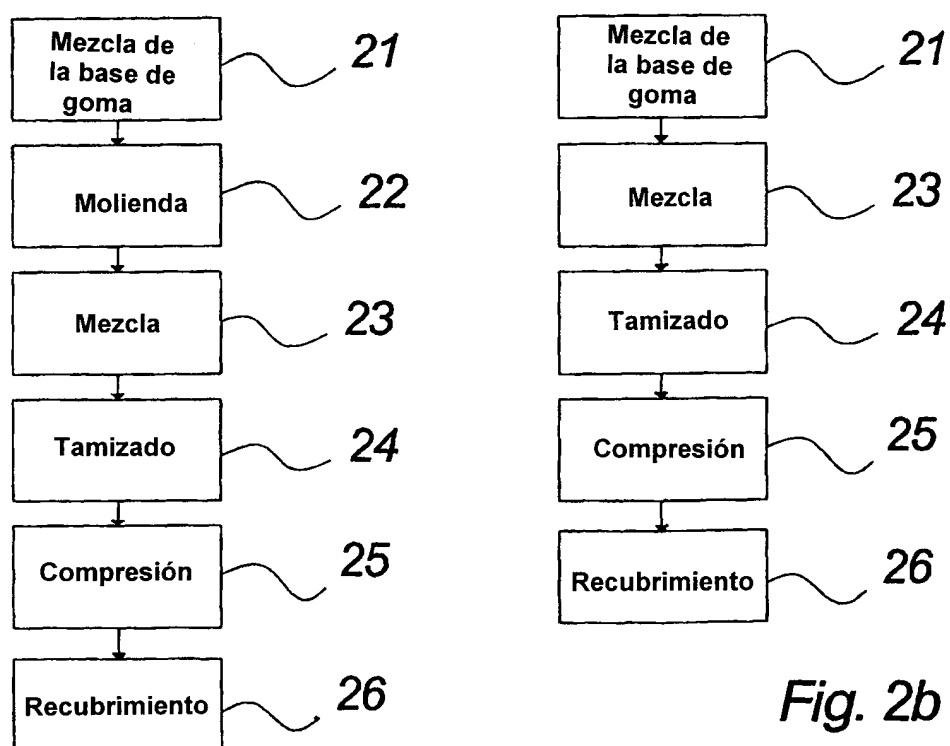 Mezcla de
la base de
goma
21
Molienda
22
Mezcla
23
Tamizado
24
Compresión
25
Recubrimiento
26
Mezcla de
la base de
goma
21
Mezcla
23
Tamizado
24
Compresión
25
Recubrimiento
26
Fig. 2b